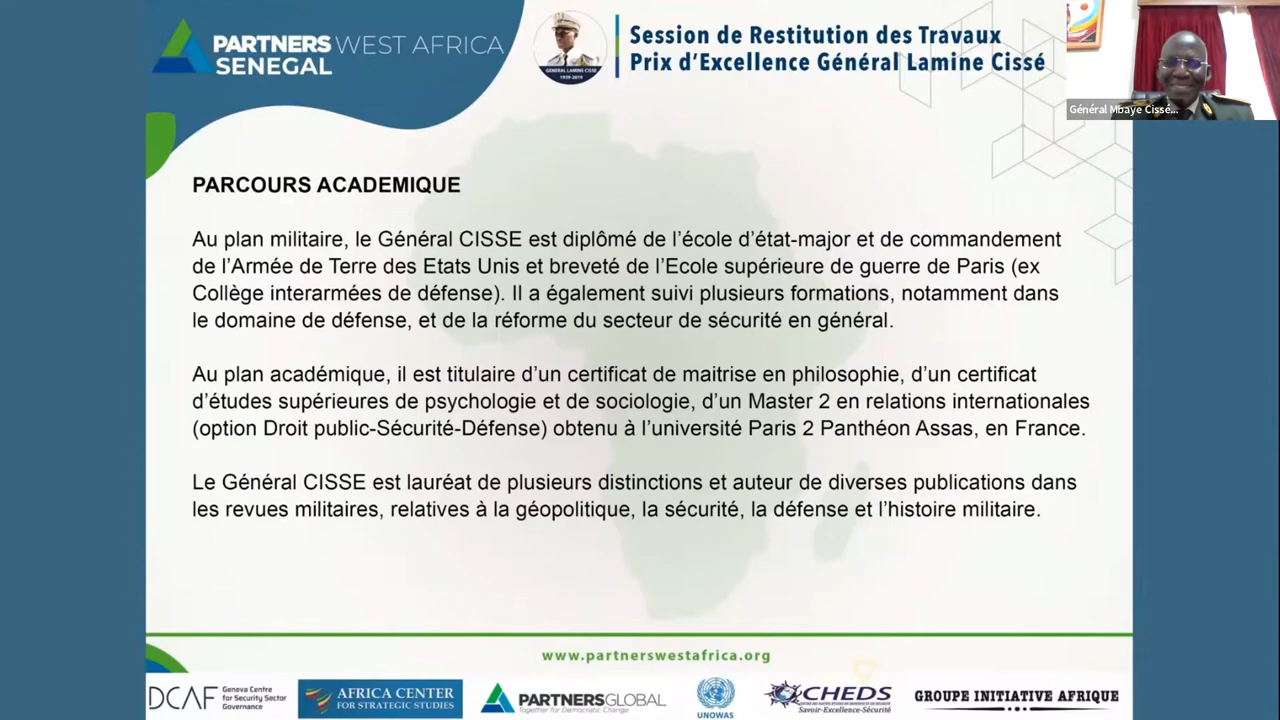 PARTNERS WEST AFRICA
SENEGAL
GENERAL LAMINE CISSE
1939-2019
Session de Restitution des Travaux
Prix d’Excellence Général Lamine Cissé
Général Mbaye Cissé...
PARCOURS ACADEMIQUE
Au plan militaire, le Général CISSE est diplômé de l’école d’état-major et de commandement
de l’Armée de Terre des Etats Unis et breveté de l’Ecole supérieure de guerre de Paris (ex
Collège interarmées de défense). Il a également suivi plusieurs formations, notamment dans
le domaine de défense, et de la réforme du secteur de sécurité en général.
Au plan académique, il est titulaire d’un certificat de maitrise en philosophie, d’un certificat
d’études supérieures de psychologie et de sociologie, d’un Master 2 en relations internationales
(option Droit public-Sécurité-Défense) obtenu à l’université Paris 2 Panthéon Assas, en France.
Le Général CISSE est lauréat de plusieurs distinctions et auteur de diverses publications dans
les revues militaires, relatives à la géopolitique, la sécurité, la défense et l’histoire militaire.
www.partnerswestafrica.org
DCAF
Geneva Centre
for Security Sector
Governance
AFRICA CENTER
FOR STRATEGIC STUDIES
PARTNERSGLOBAL
Together for Democratic Change
UNOWAS
CHEDS
Savoir-Excellence-Sécurité
GROUPE INITIATIVE AFRIQUE